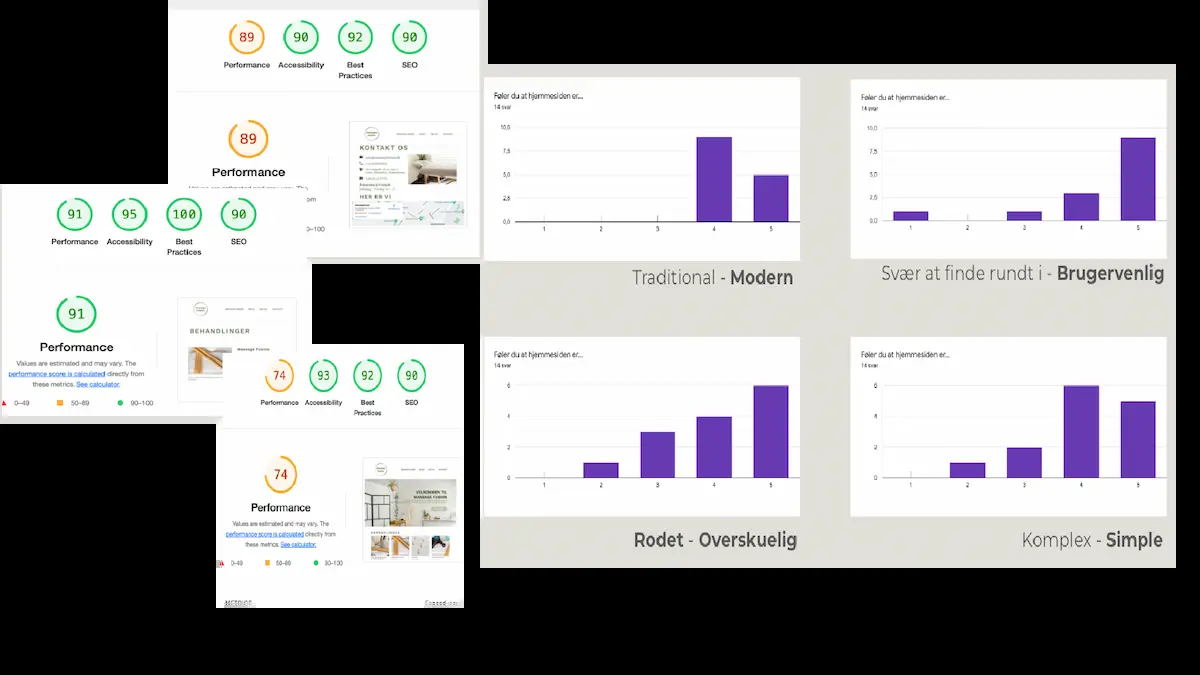 89
90
92
90
Performance
Accessibility
Best
Practices
SEO
89
Performance
KONTAKT OS
HER ER VI
0–100
91
95
100
90
Performance
Accessibility
Best
Practices
SEO
91
Performance
Values are estimated and may vary. The
performance score is calculated directly from
these metrics. See calculator.
0–49
50–89
90–100
BEHANDLINGER
Massage Fusion
74
93
92
90
Performance
Accessibility
Best
Practices
SEO
74
Performance
Values are estimated and may vary. The
performance score is calculated directly from
these metrics. See calculator.
0–49
50–89
90–100
VELKOMMEN TIL
MASSAGE FUSION
METRICS
Føler du at hjemmesiden er...
14 svar
10,0
7,5
5,0
2,5
0,0
1 2 3 4 5
Traditional - Modern
Føler du at hjemmesiden er...
14 svar
10,0
7,5
5,0
2,5
0,0
1 2 3 4 5
Svær at finde rundt i - Brugervenlig
Føler du at hjemmesiden er...
14 svar
6
4
2
0
1 2 3 4 5
Rodet - Overskuelig
Føler du at hjemmesiden er...
14 svar
6
4
2
0
1 2 3 4 5
Komplex - Simple